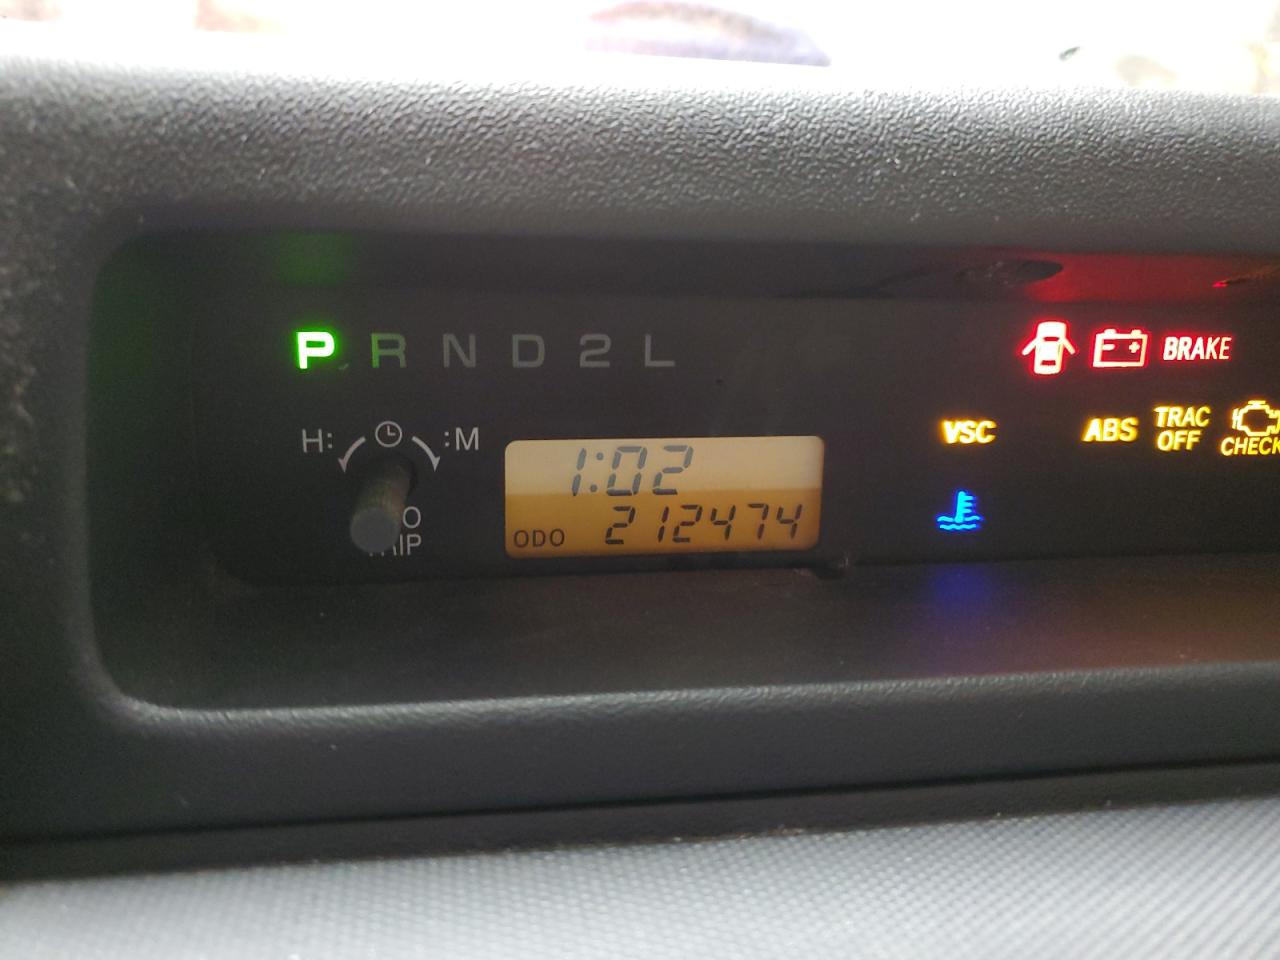 P R N D 2 L
BRAKE
H: :M
VSC
ABS
TRAC
OFF
CHECK
1:02
ODO 212474